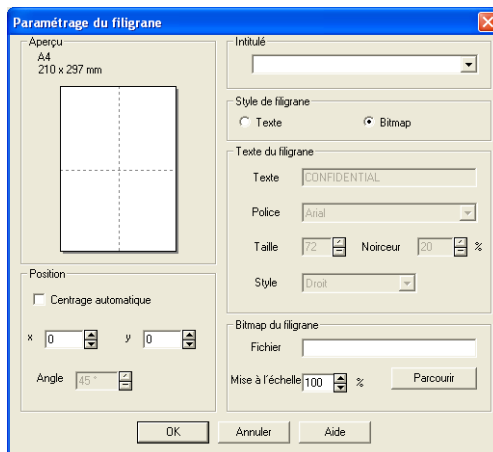 Paramétrage du filigrane
Aperçu
A4
210 x 297 mm
Intitulé
Style de filigrane
Texte
Bitmap
Texte du filigrane
Texte
CONFIDENTIAL
Police
Arial
Taille
72
Noirceur
20
%
Style
Droit
Position
Centrage automatique
x
0
y
0
Angle
45 °
Bitmap du filigrane
Fichier
Mise à l'échelle
100
%
Parcourir
OK
Annuler
Aide